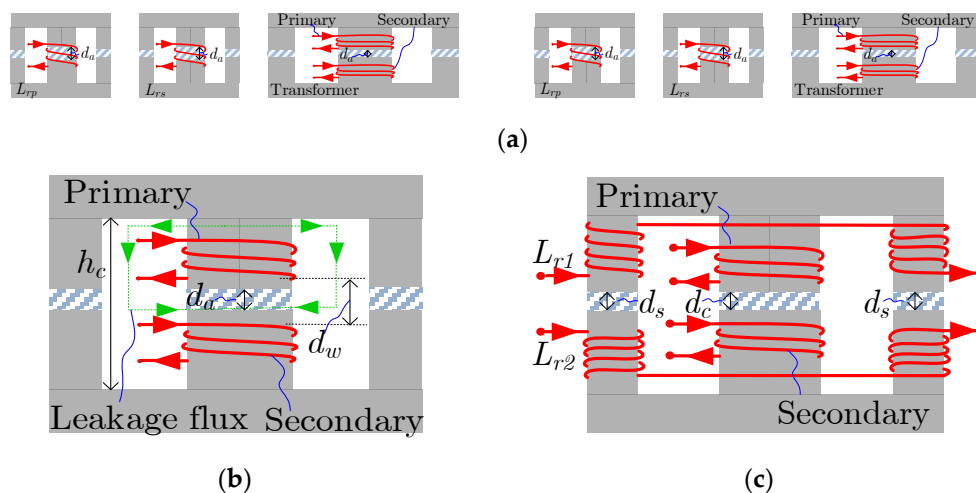 Primary Secondary
d_a
d_a
d_a
L_rp
L_rs
Transformer
Primary Secondary
d_a
d_a
d_a
L_rp
L_rs
Transformer
(a)
Primary
h_c
d_a
d_w
Leakage flux
Secondary
(b)
Primary
L_r1
d_s
d_c
d_s
L_r2
Secondary
(c)